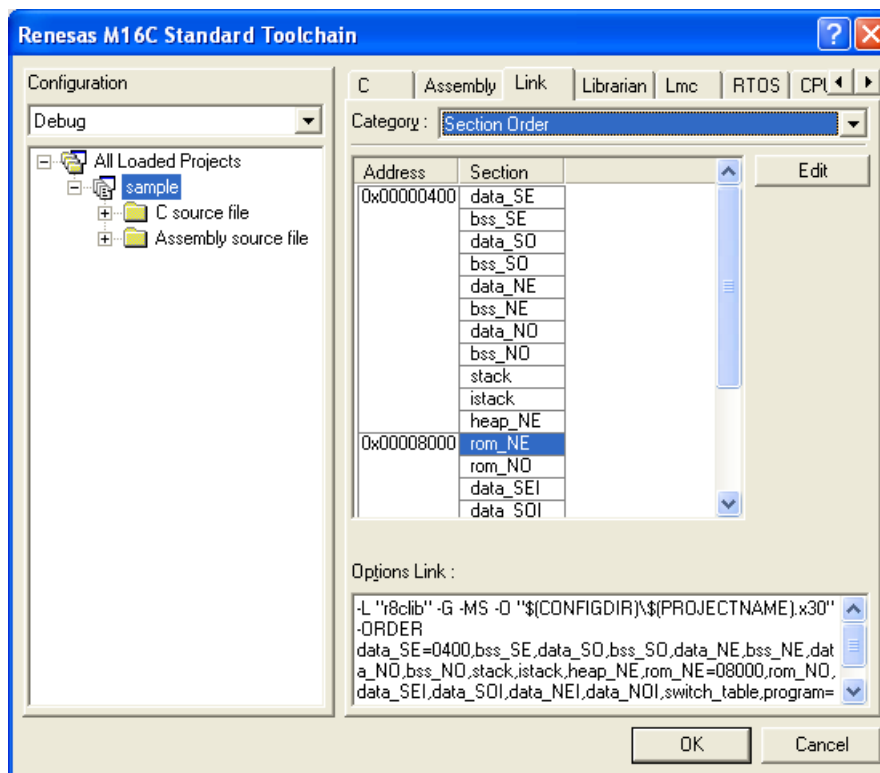 Renesas M16C Standard Toolchain
Configuration
Debug
All Loaded Projects
sample
C source file
Assembly source file
C Assembly Link Librarian Lmc RTOS
Category : Section Order
Address Section
Edit
0x00000400 data_SE
bss_SE
data_SO
bss_SO
data_NE
bss_NE
data_NO
bss_NO
stack
istack
heap_NE
0x00008000 rom_NE
rom_NO
data_SEI
data_SOI
Options Link :
-L "r8clib" -G -MS -O "$(CONFIGDIR)\$(PROJECTNAME).x30"
-ORDER
data_SE=0400,bss_SE,data_SO,bss_SO,data_NE,bss_NE,dat
a_NO,bss_NO,stack,istack,heap_NE,rom_NE=08000,rom_NO,
data_SEI,data_SOI,data_NEI,data_NOI,switch_table,program=
OK Cancel